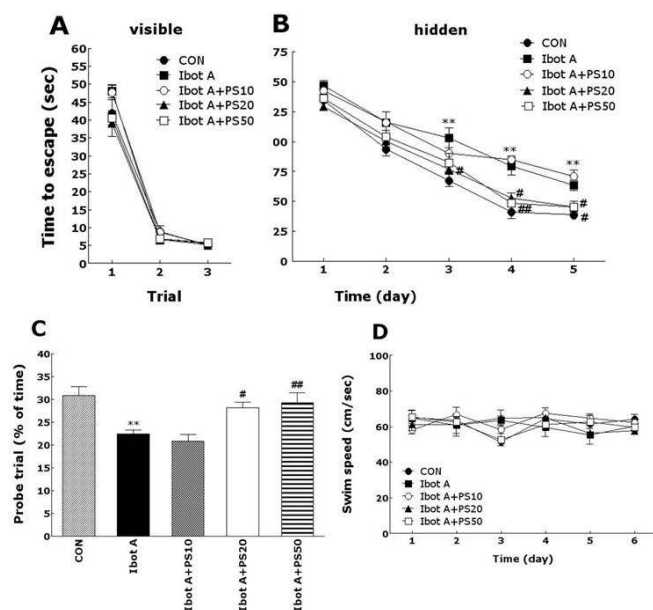 A
visible
Time to escape (sec)
60
55
50
45
40
35
30
25
20
15
10
5
0
CON
Ibot A
Ibot A+PS10
Ibot A+PS20
Ibot A+PS50
1 2 3
Trial
B
hidden
75
50
25
00
75
50
25
0
CON
Ibot A
Ibot A+PS10
Ibot A+PS20
Ibot A+PS50
**
**
**
#
#
##
#
#
1 2 3 4 5
Time (day)
C
Probe trial (% of time)
40
35
30
25
20
15
10
5
0
**
#
##
CON
Ibot A
Ibot A+PS10
Ibot A+PS20
Ibot A+PS50
D
Swim speed (cm/sec)
100
80
60
40
20
0
CON
Ibot A
Ibot A+PS10
Ibot A+PS20
Ibot A+PS50
1 2 3 4 5 6
Time (day)